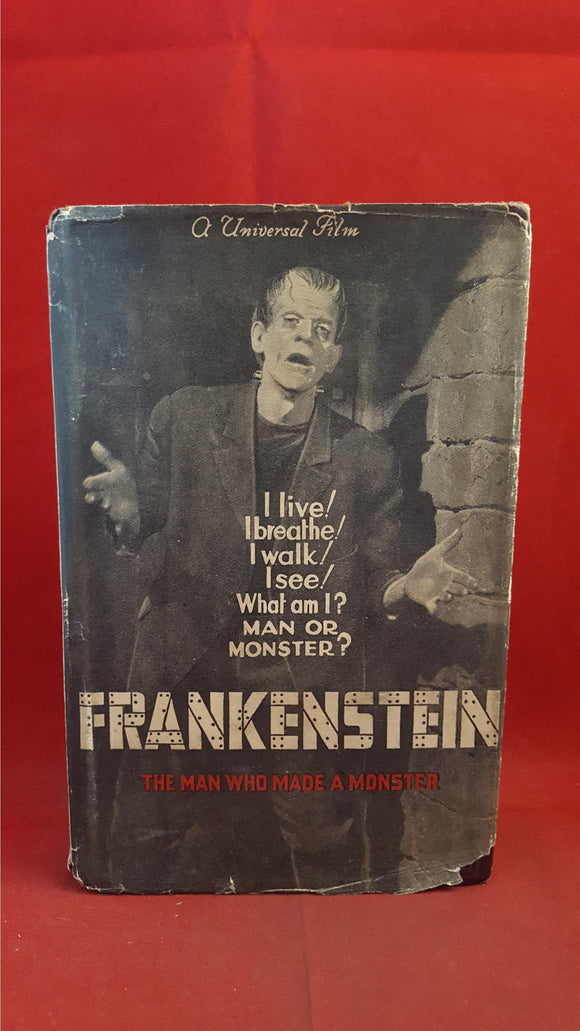 A Universal Film
I live!
I breathe!
I walk!
I see!
What am I?
MAN OR
MONSTER?
FRANKENSTEIN
THE MAN WHO MADE A MONSTER